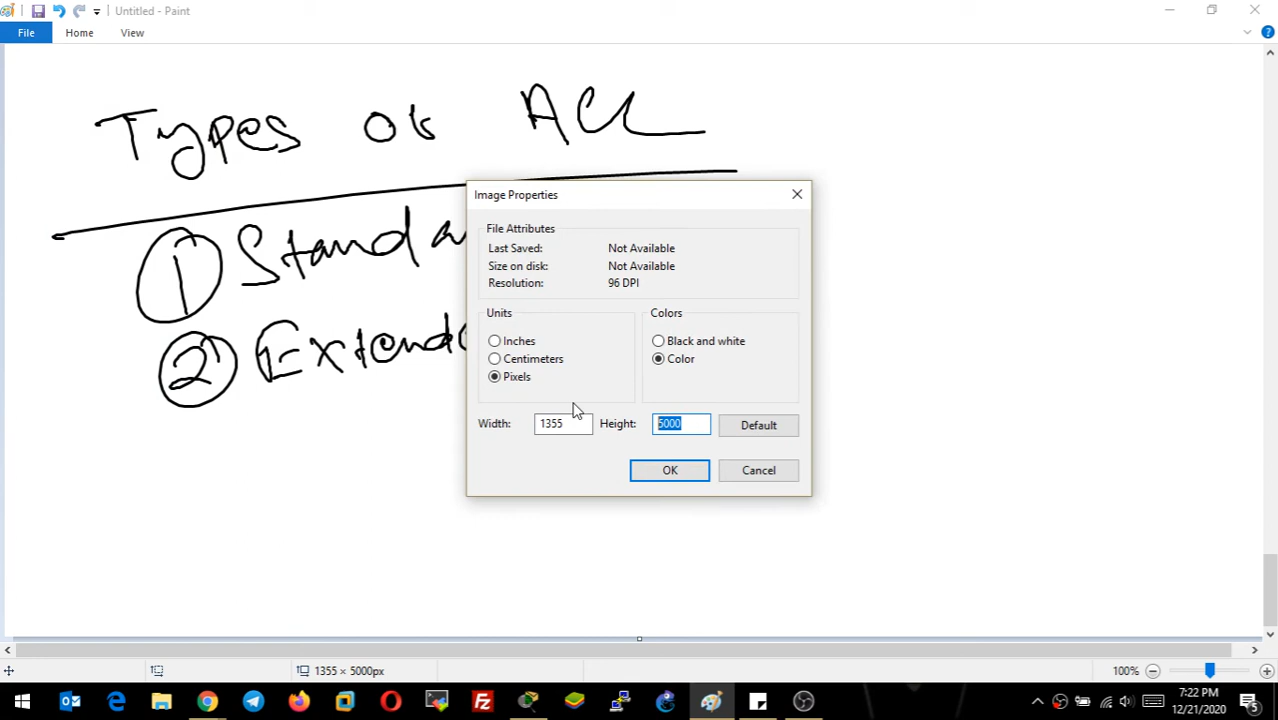 Untitled - Paint
File Home View
Types of ACL
① Standa
② Extende
Image Properties
File Attributes
Last Saved: Not Available
Size on disk: Not Available
Resolution: 96 DPI
Units Colors
Inches Black and white
Centimeters Color
Pixels
Width: 1355 Height: 5000 Default
OK Cancel
1355 × 5000px 100%
7:22 PM
12/21/2020
5